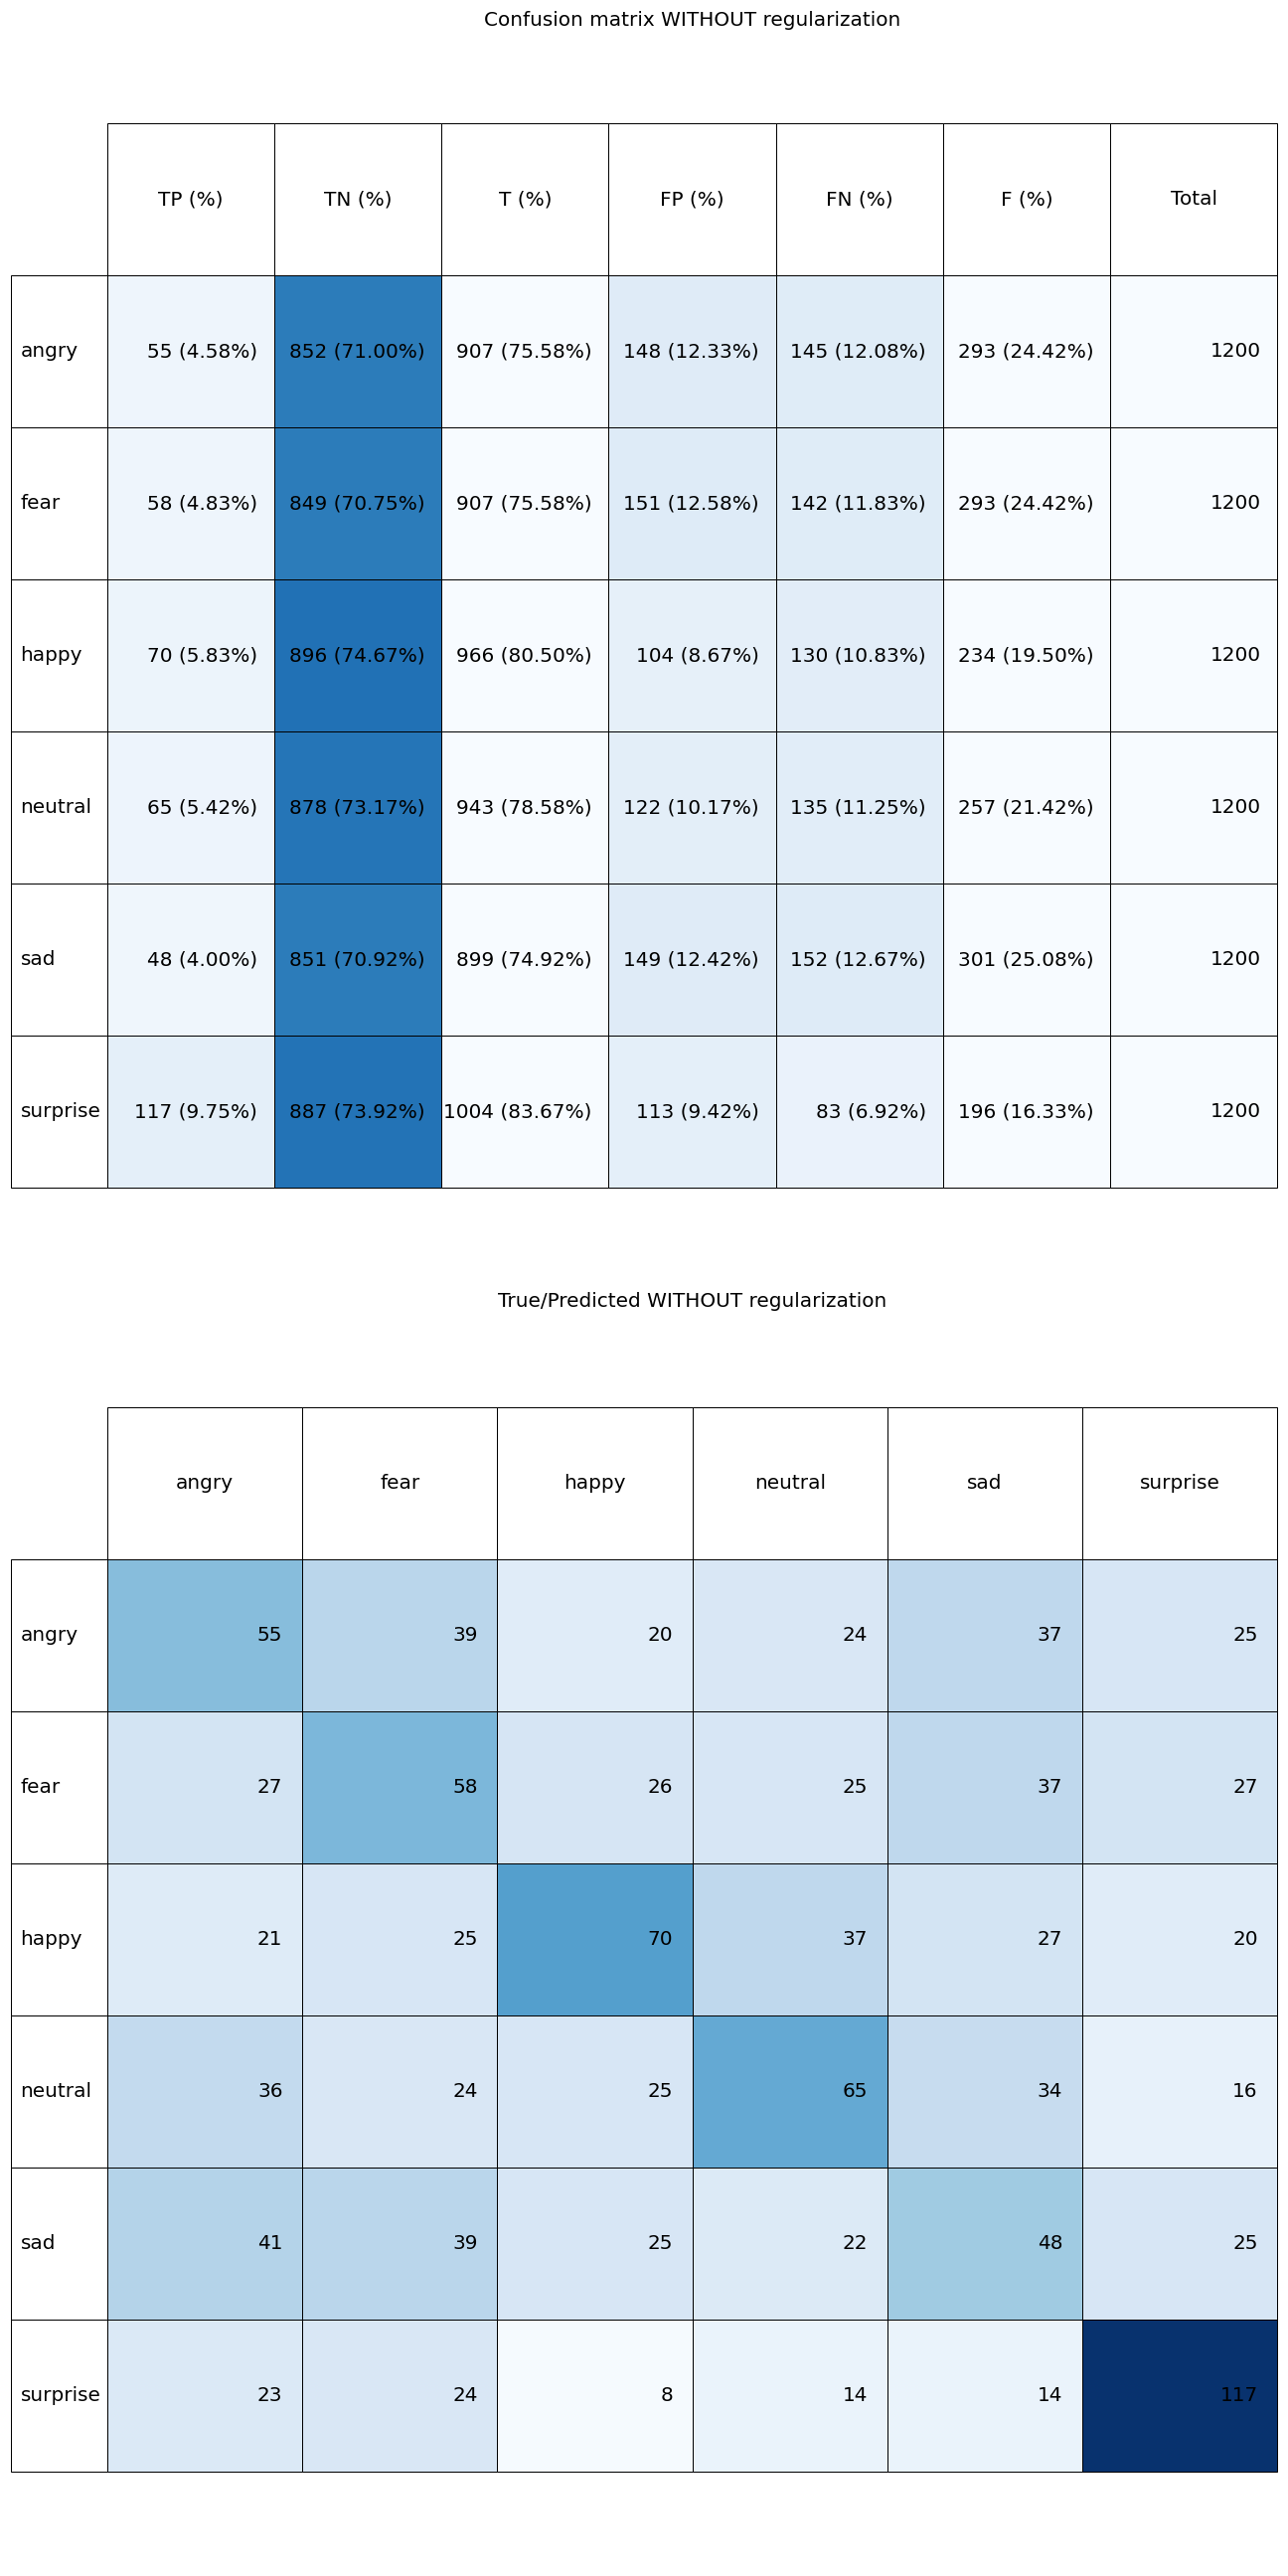 Confusion matrix WITHOUT regularization
TP (%) TN (%) T (%) FP (%) FN (%) F (%) Total
angry 55 (4.58%) 852 (71.00%) 907 (75.58%) 148 (12.33%) 145 (12.08%) 293 (24.42%) 1200
fear 58 (4.83%) 849 (70.75%) 907 (75.58%) 151 (12.58%) 142 (11.83%) 293 (24.42%) 1200
happy 70 (5.83%) 896 (74.67%) 966 (80.50%) 104 (8.67%) 130 (10.83%) 234 (19.50%) 1200
neutral 65 (5.42%) 878 (73.17%) 943 (78.58%) 122 (10.17%) 135 (11.25%) 257 (21.42%) 1200
sad 48 (4.00%) 851 (70.92%) 899 (74.92%) 149 (12.42%) 152 (12.67%) 301 (25.08%) 1200
surprise 117 (9.75%) 887 (73.92%) 1004 (83.67%) 113 (9.42%) 83 (6.92%) 196 (16.33%) 1200
True/Predicted WITHOUT regularization
angry fear happy neutral sad surprise
angry 55 39 20 24 37 25
fear 27 58 26 25 37 27
happy 21 25 70 37 27 20
neutral 36 24 25 65 34 16
sad 41 39 25 22 48 25
surprise 23 24 8 14 14 117